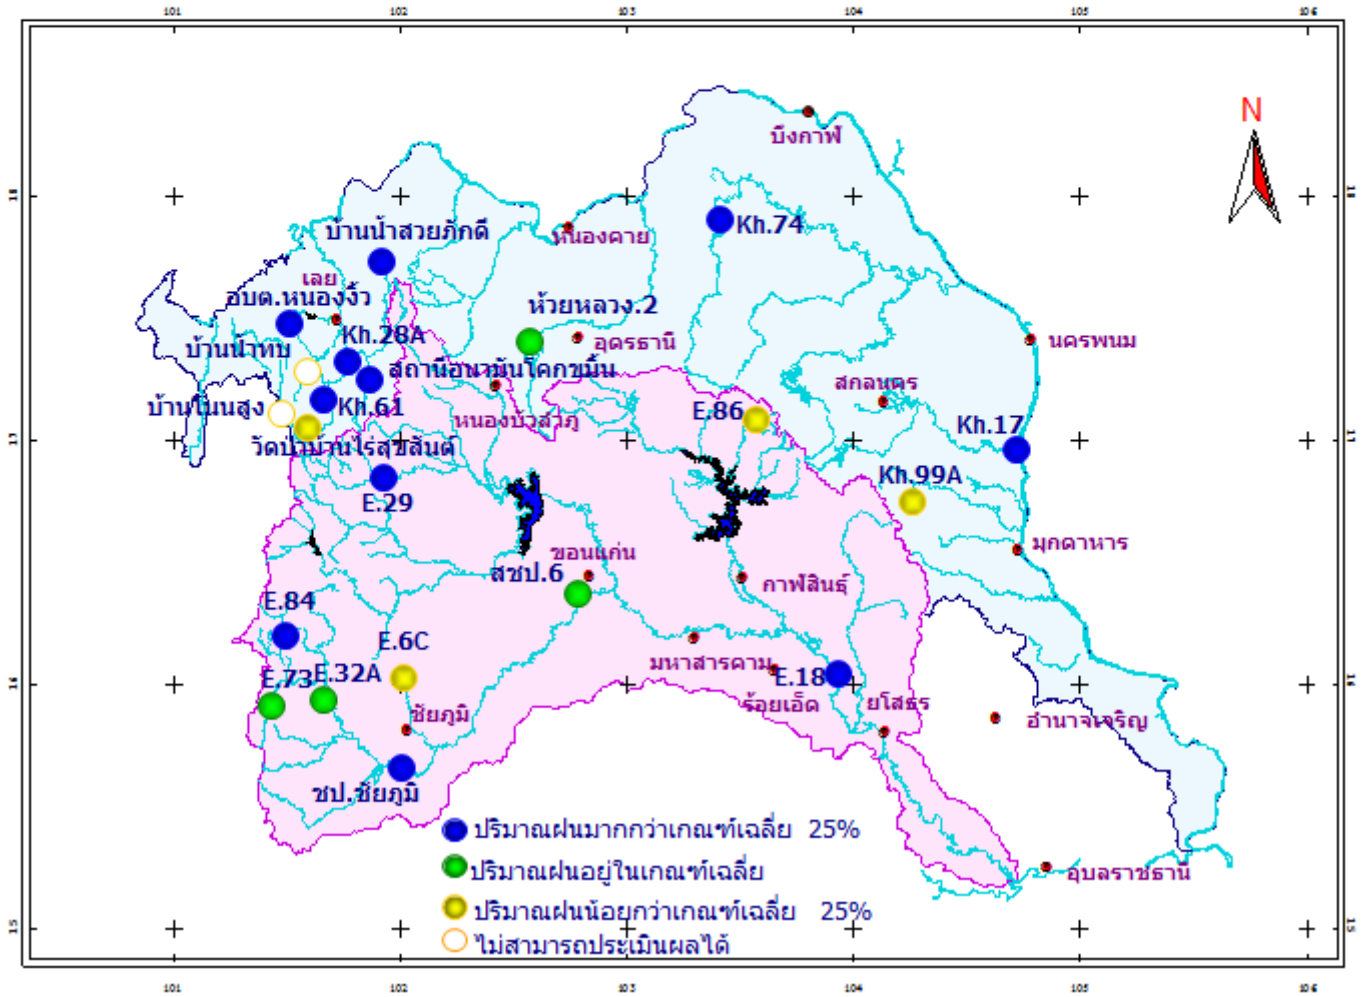 101 102 103 104 105 106
N
บึงกาฬ
18 18
บ้านน้ำสวยภักดี
หนองคาย
Kh.74
เลย
อบต.หนองงิ้ว
ห้วยหลวง.2
Kh.28A
อุดรธานี
นครพนม
บ้านน้ำทบ
สถานีอนามัยโคกขมิ้น
สกลนคร
บ้านโนนสูง
Kh.61
หนองบัวลำภู
E.86
Kh.17
17 17
วัดป่าบ้านไร่สุขสันต์
E.29
Kh.99A
มุกดาหาร
ขอนแก่น
สชป.6
กาฬสินธุ์
E.84
E.6C
มหาสารคาม
E.73
E.32A
E.18
16 16
ร้อยเอ็ด
ยโสธร
ชัยภูมิ
อำนาจเจริญ
ชป.ชัยภูมิ
ปริมาณฝนมากกว่าเกณฑ์เฉลี่ย 25%
ปริมาณฝนอยู่ในเกณฑ์เฉลี่ย
อุบลราชธานี
ปริมาณฝนน้อยกว่าเกณฑ์เฉลี่ย 25%
15 15
ไม่สามารถประเมินผลได้
101 102 103 104 105 106